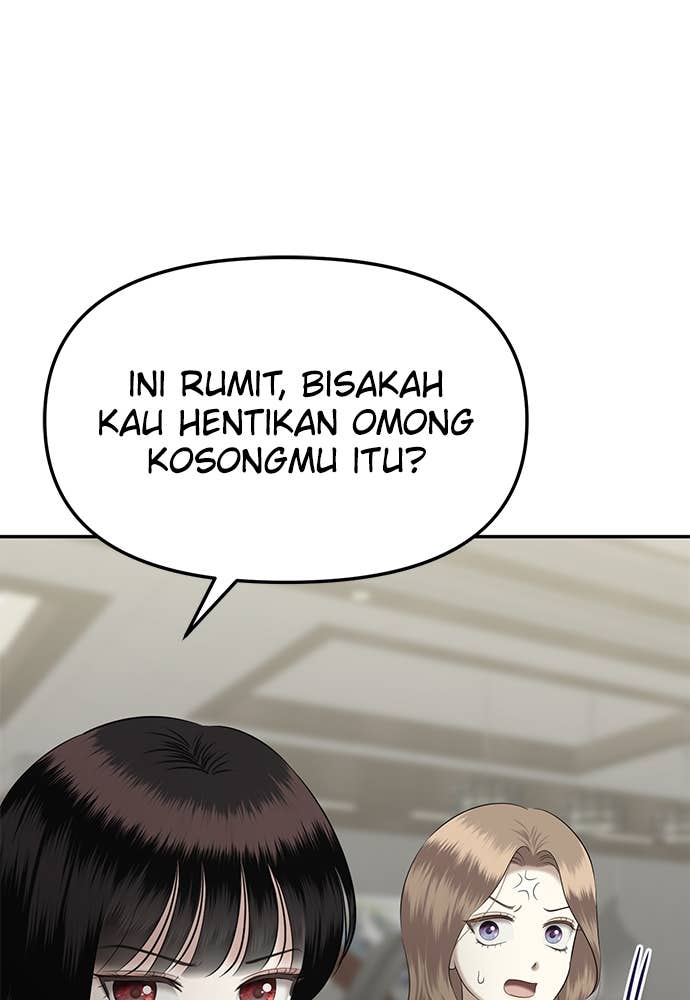 INI RUMIT, BISAKAH
KAU HENTIKAN OMONG
KOSONGMU ITU?